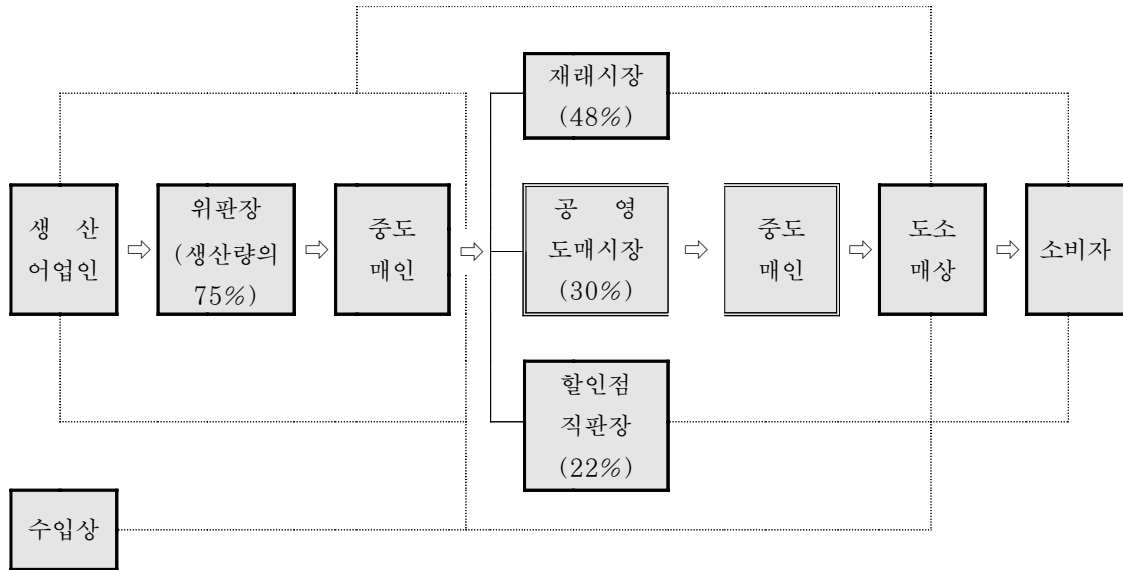 재래시장
(48%)
생 산
어업인
위판장
(생산량의
75%)
중도
매인
공 영
도매시장
(30%)
중도
매인
도소
매상
소비자
할인점
직판장
(22%)
수입상